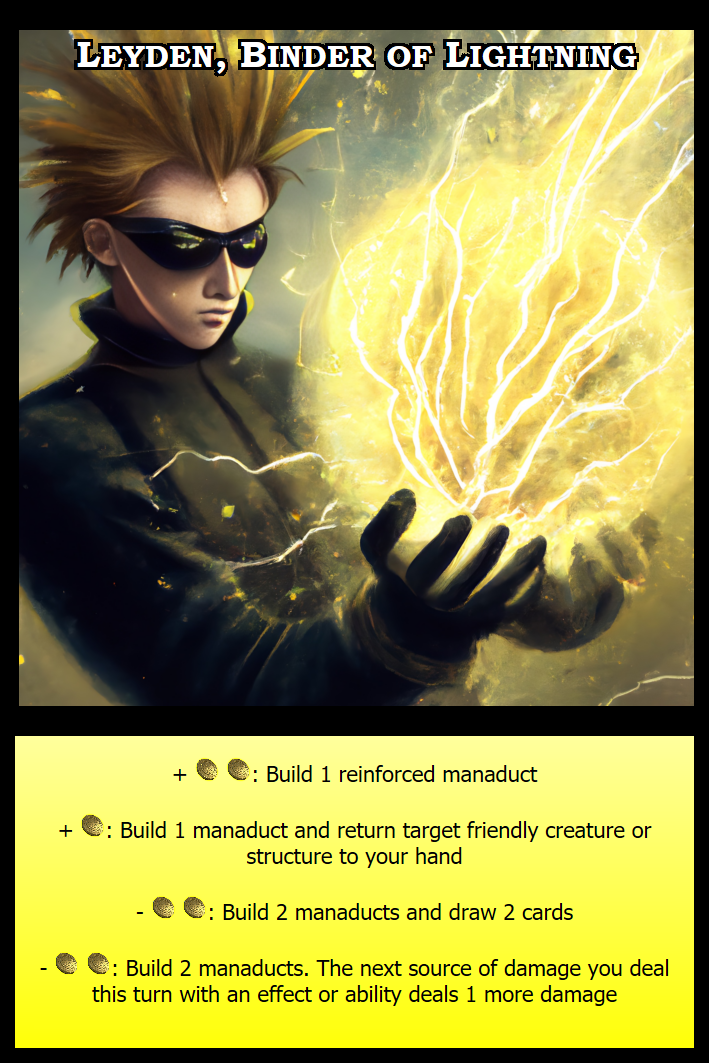 Leyden, Binder of Lightning
+ : Build 1 reinforced manaduct
+ : Build 1 manaduct and return target friendly creature or
structure to your hand
- : Build 2 manaducts and draw 2 cards
- : Build 2 manaducts. The next source of damage you deal
this turn with an effect or ability deals 1 more damage